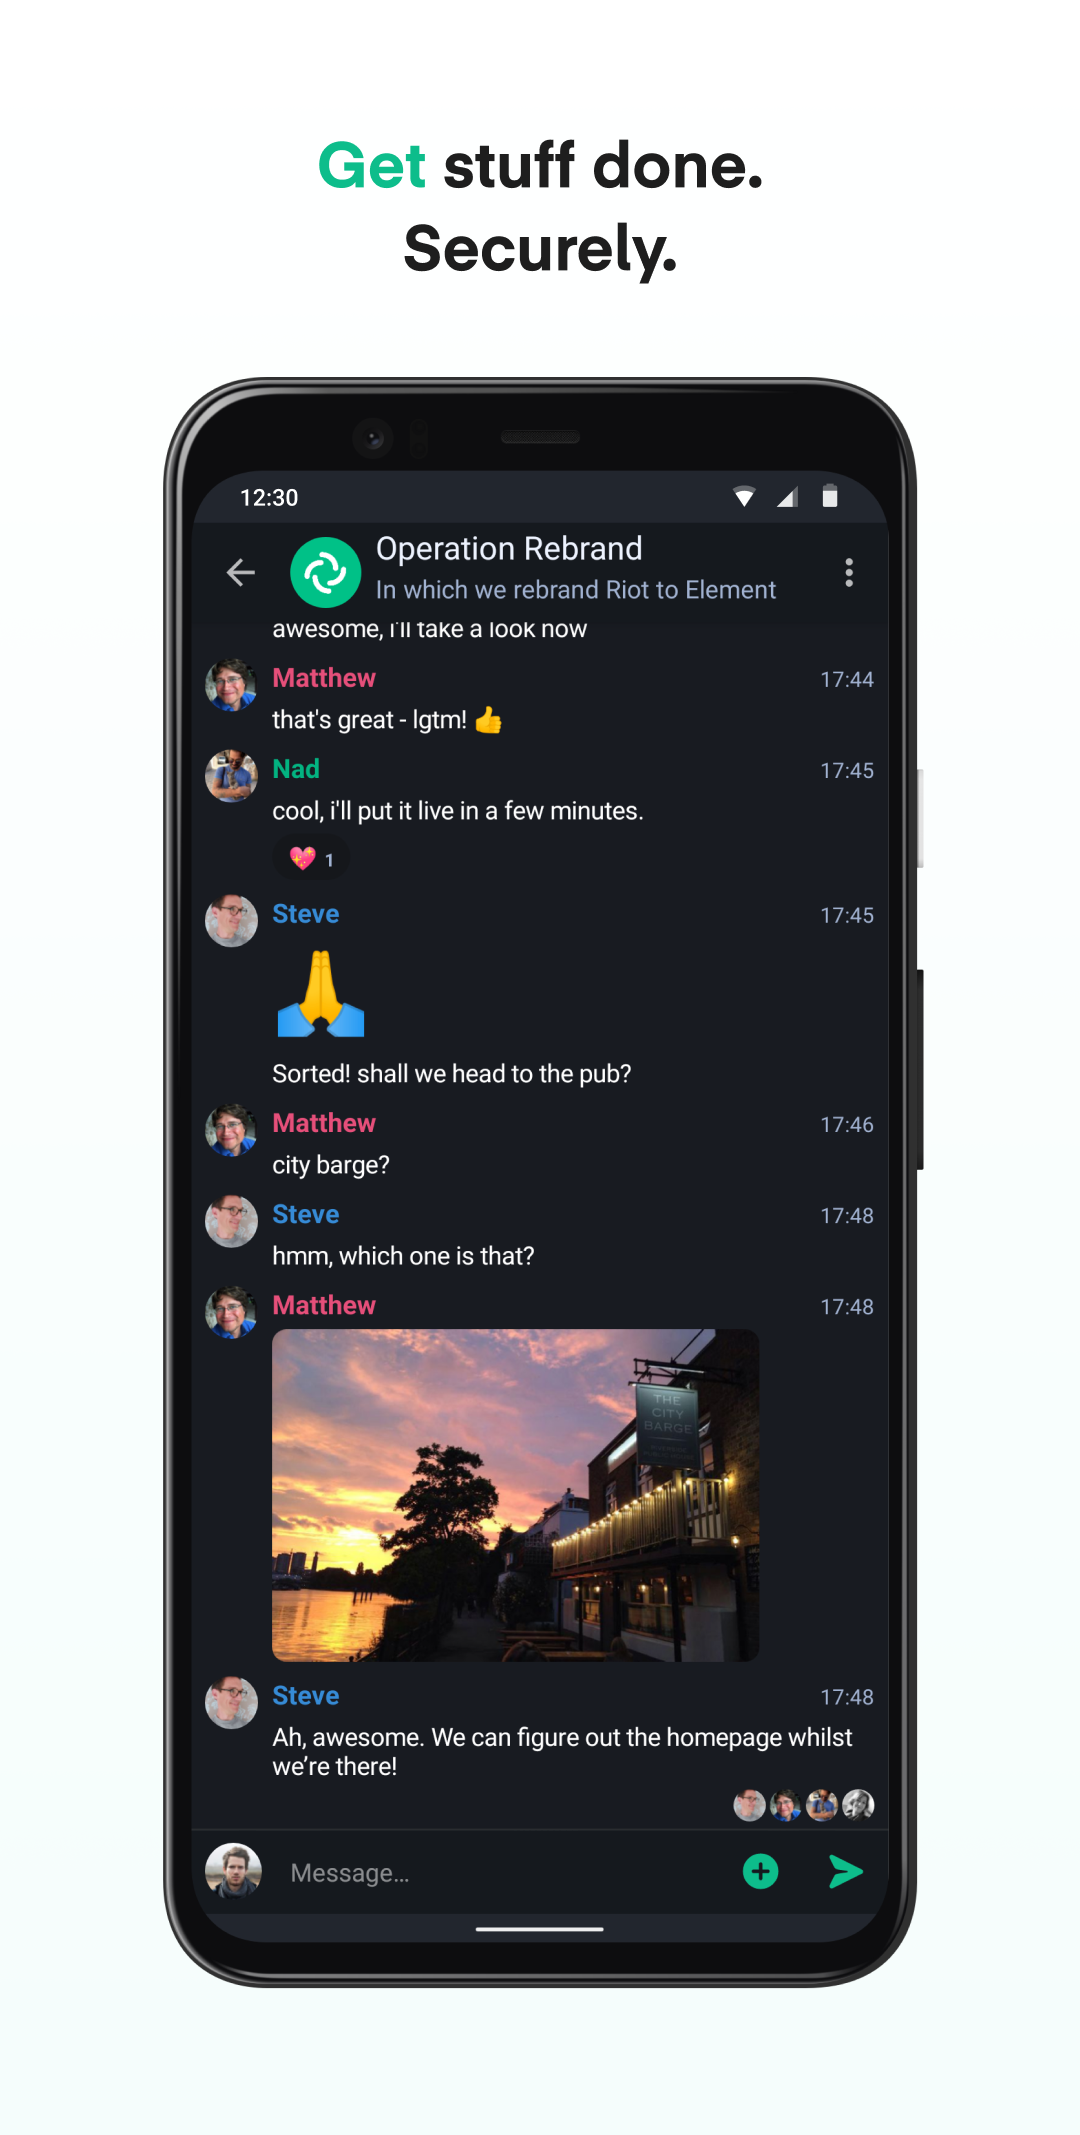 Get stuff done.
Securely.
12:30
Operation Rebrand
In which we rebrand Riot to Element
awesome, i'll take a look now
Matthew 17:44
that's great - lgtm! 👍
Nad 17:45
cool, i'll put it live in a few minutes.
💖 1
Steve 17:45
🙏
Sorted! shall we head to the pub?
Matthew 17:46
city barge?
Steve 17:48
hmm, which one is that?
Matthew 17:48
THE
CITY
BARGE
Steve 17:48
Ah, awesome. We can figure out the homepage whilst
we’re there!
Message…